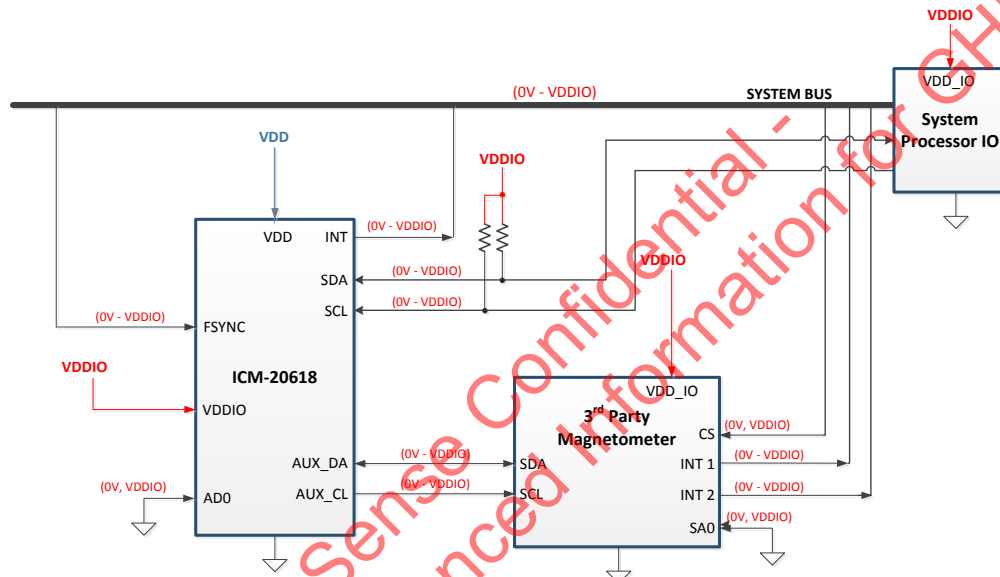 VDDIO
VDD_IO
System
Processor IO
(0V - VDDIO)
SYSTEM BUS
VDD
VDDIO
VDD
INT
(0V - VDDIO)
SDA
(0V - VDDIO)
SCL
(0V - VDDIO)
VDDIO
(0V - VDDIO)
FSYNC
ICM-20618
VDDIO
VDDIO
VDD_IO
3rd Party
Magnetometer
CS
(0V, VDDIO)
AUX_DA
(0V - VDDIO)
SDA
INT 1
(0V - VDDIO)
AUX_CL
(0V - VDDIO)
SCL
INT 2
(0V - VDDIO)
(0V, VDDIO)
AD0
SA0
(0V, VDDIO)
Sense Confidential -
Information for